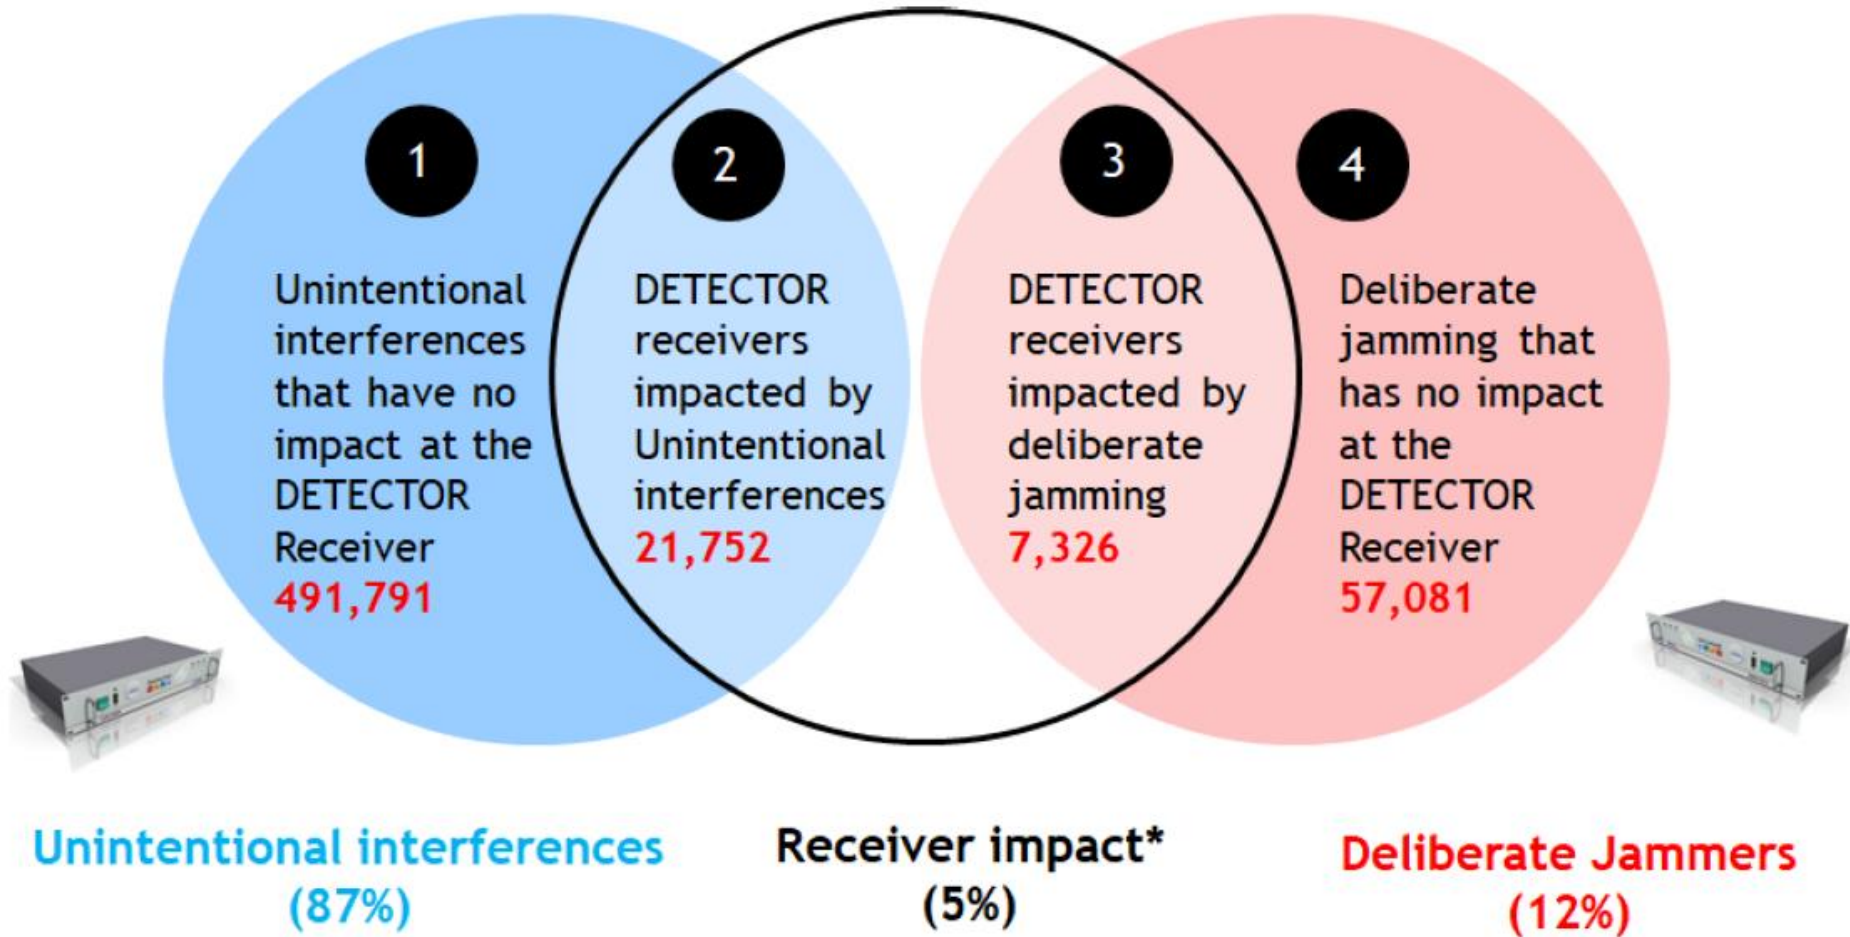 1
Unintentional
interferences
that have no
impact at the
DETECTOR
Receiver
491,791
2
DETECTOR
receivers
impacted by
Unintentional
interferences
21,752
3
DETECTOR
receivers
impacted by
deliberate
jamming
7,326
4
Deliberate
jamming that
has no impact
at the
DETECTOR
Receiver
57,081
Unintentional interferences
(87%)
Receiver impact*
(5%)
Deliberate Jammers
(12%)